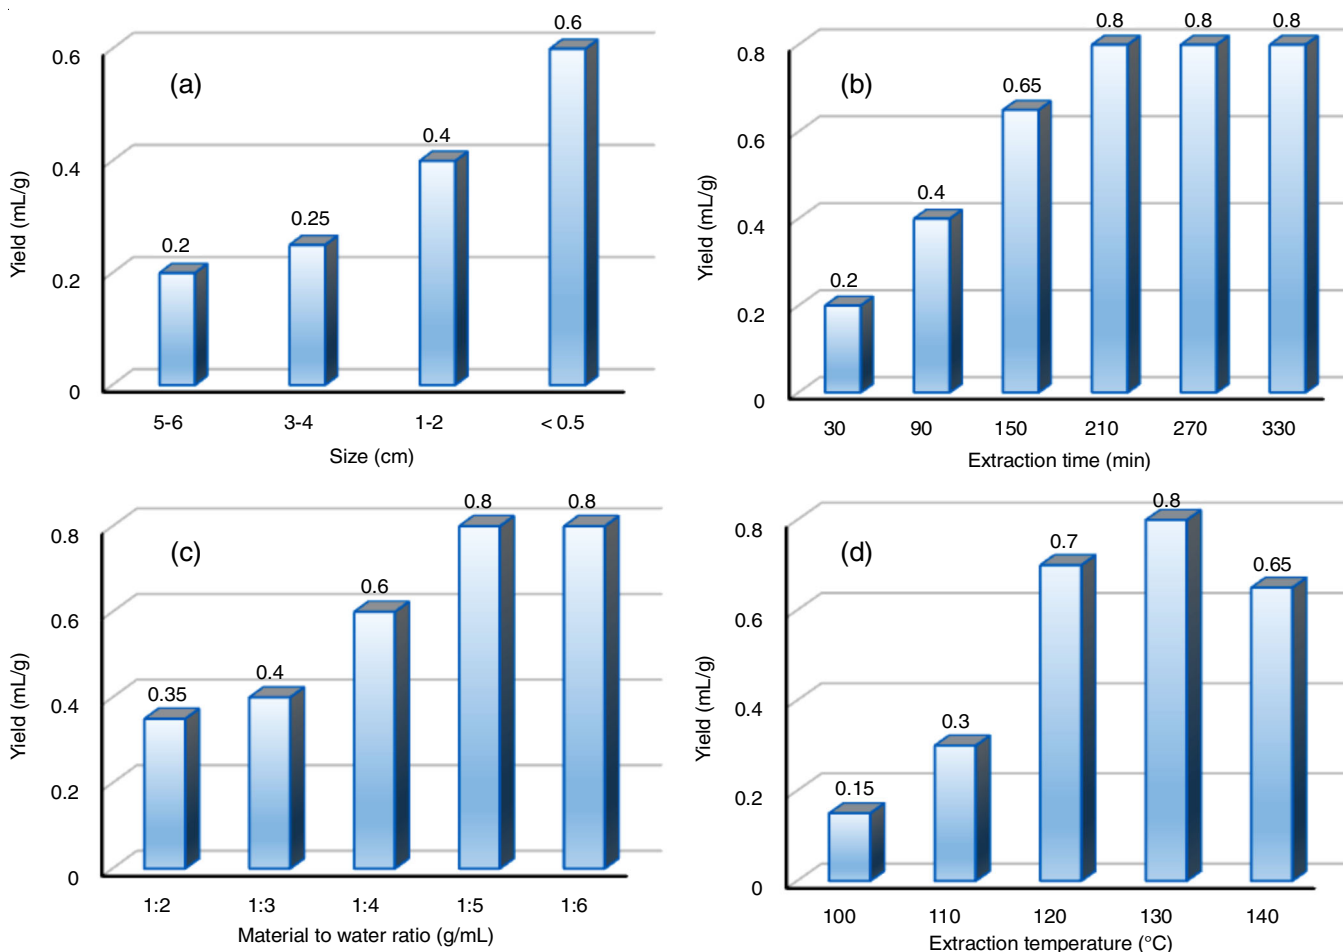 (a)
Yield (mL/g)
0.6
0.4
0.2
0
0.2
0.25
0.4
0.6
5-6 3-4 1-2 < 0.5
Size (cm)
(b)
Yield (mL/g)
0.8
0.6
0.4
0.2
0
0.2
0.4
0.65
0.8
0.8
0.8
30 90 150 210 270 330
Extraction time (min)
(c)
Yield (mL/g)
0.8
0.6
0.4
0.2
0
0.35
0.4
0.6
0.8
0.8
1:2 1:3 1:4 1:5 1:6
Material to water ratio (g/mL)
(d)
Yield (mL/g)
0.8
0.6
0.4
0.2
0
0.15
0.3
0.7
0.8
0.65
100 110 120 130 140
Extraction temperature (°C)